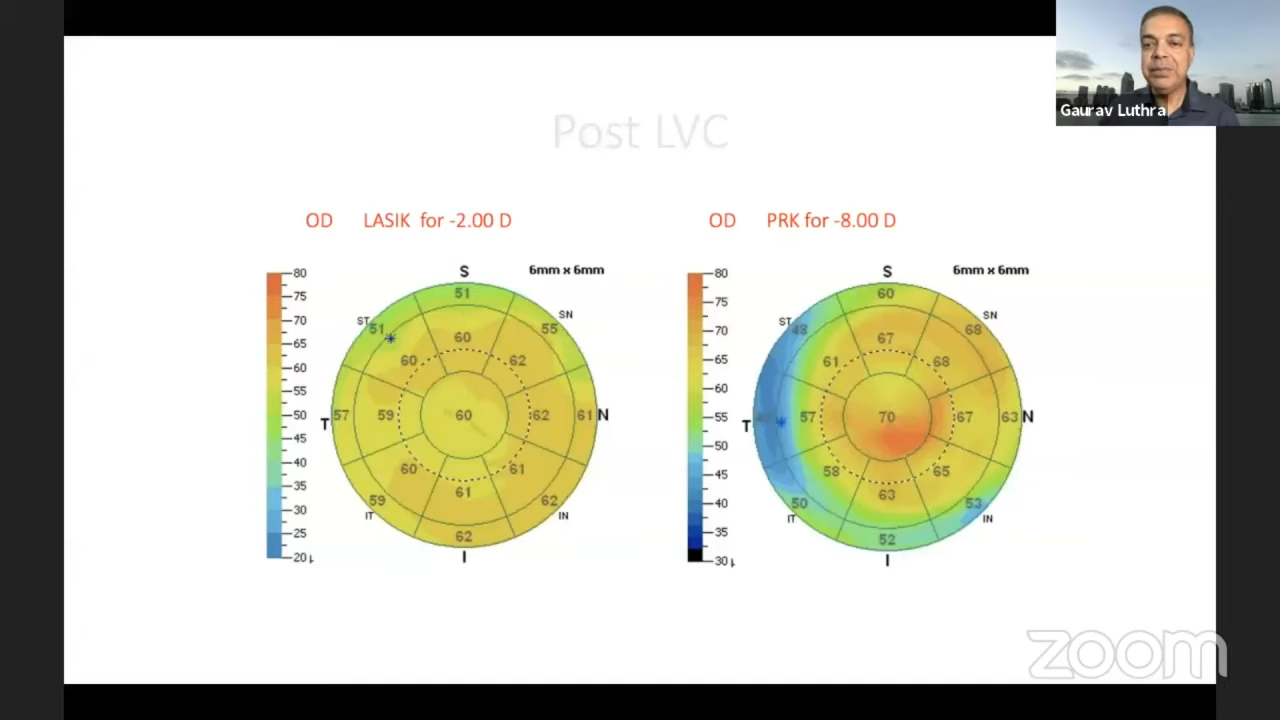 Gaurav Luthra
Post LVC
OD LASIK for -2.00 D
OD PRK for -8.00 D
S 6mm x 6mm
80
75
70
65
60
55
50
45
40
35
30
25
20
51
ST 51
SN
55
60
60
62
T 57 59 60 62 61 N
60
61
61
59
62
IT
IN
62
I
S 6mm x 6mm
80
75
70
65
60
55
50
45
40
35
30
60
ST 48
SN
68
67
61
68
T 57 70 67 63 N
58
65
63
50
53
IT
IN
52
I
zoom